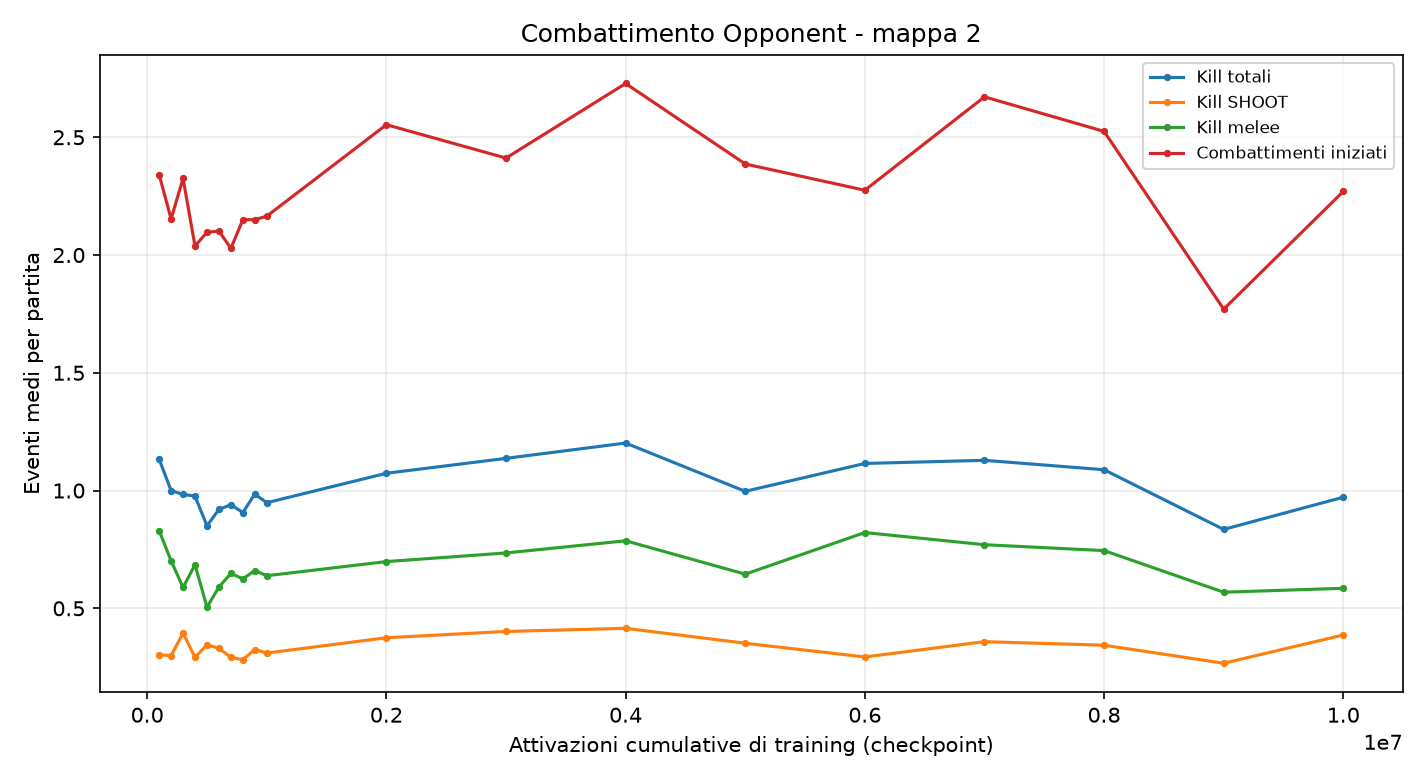 Combattimento Opponent - mappa 2
Kill totali
Kill SHOOT
Kill melee
Combattimenti iniziati
Eventi medi per partita
2.5
2.0
1.5
1.0
0.5
0.0
0.2
0.4
0.6
0.8
1.0
1e7
Attivazioni cumulative di training (checkpoint)